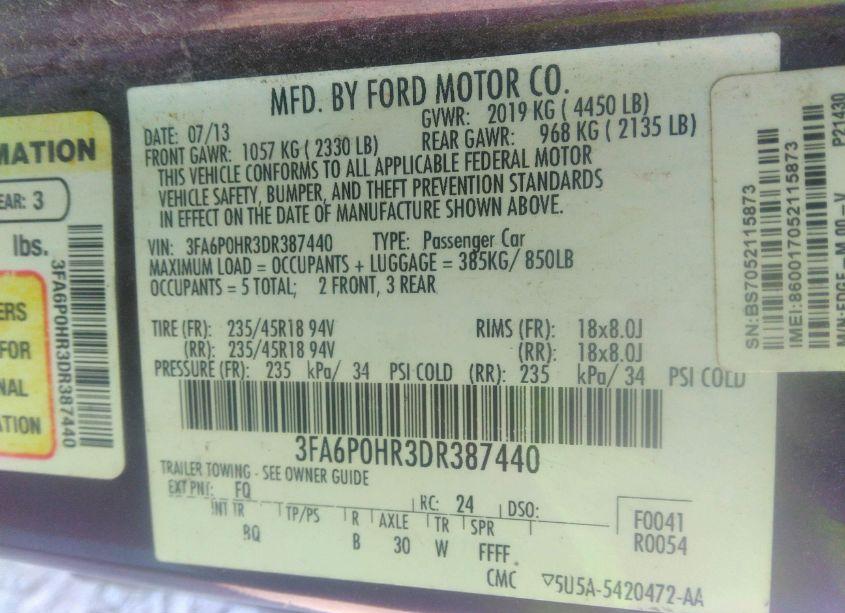 MATION
EAR: 3
lbs.
3FA6P0HR3DR387440
ERS
FOR
NAL
ATION
MFD. BY FORD MOTOR CO.
DATE: 07/13
GVWR: 2019 KG ( 4450 LB)
FRONT GAWR: 1057 KG ( 2330 LB)
REAR GAWR: 968 KG ( 2135 LB)
THIS VEHICLE CONFORMS TO ALL APPLICABLE FEDERAL MOTOR
VEHICLE SAFETY, BUMPER, AND THEFT PREVENTION STANDARDS
IN EFFECT ON THE DATE OF MANUFACTURE SHOWN ABOVE.
VIN: 3FA6P0HR3DR387440 TYPE: Passenger Car
MAXIMUM LOAD = OCCUPANTS + LUGGAGE = 385KG/ 850LB
OCCUPANTS = 5 TOTAL; 2 FRONT, 3 REAR
TIRE (FR): 235/45R18 94V RIMS (FR): 18x8.0J
(RR): 235/45R18 94V (RR): 18x8.0J
PRESSURE (FR): 235 kPa/ 34 PSI COLD (RR): 235 kPa/ 34 PSI COLD
3FA6P0HR3DR387440
TRAILER TOWING - SEE OWNER GUIDE
EXT PNT: FQ RC: 24 DSO:
INT TR TP/PS R AXLE TR SPR
BQ B 30 W FFFF
F0041
R0054
CMC ▽5U5A-5420472-AA
SN:BS7052115873
IMEI:860017052115873
M/N:EDGE-M 00-V P21430